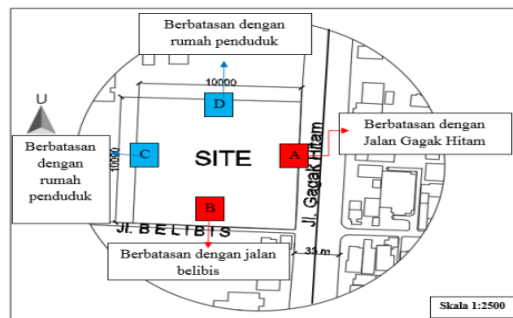 Berbatasan dengan
rumah penduduk
10000
D
U
Berbatasan
dengan
rumah
penduduk
10000
C
SITE
A
Jl. Gagak Hitam
Berbatasan dengan
Jalan Gagak Hitam
B
Jl. BELIBIS
33 m
Berbatasan dengan jalan
belibis
Skala 1:2500